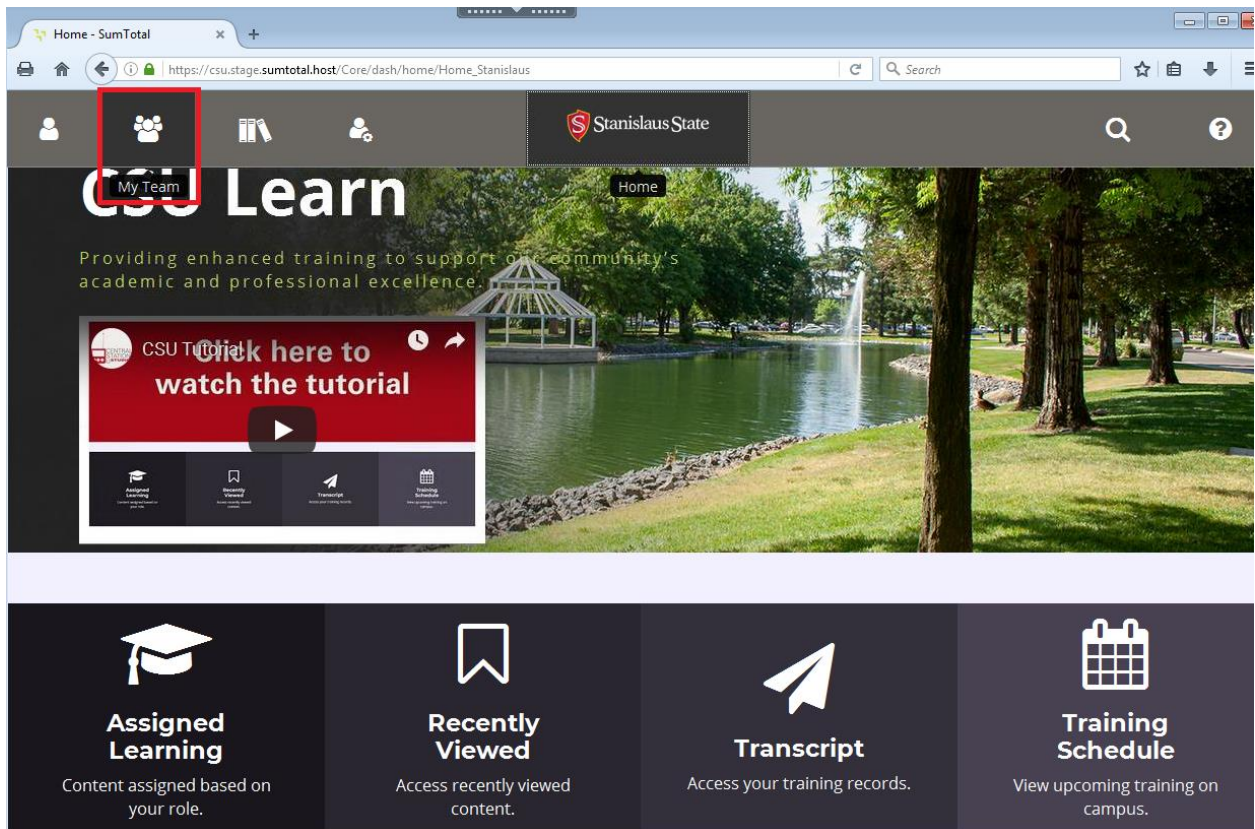 Home - SumTotal
https://csu.stage.sumtotal.host/Core/dash/home/Home_Stanislaus
Search
Stanislaus State
My Team
Home
CSU Learn
Providing enhanced training to support our community's
academic and professional excellence.
CSU Tutorial
Click here to
watch the tutorial
Assigned
Learning
Recently
Viewed
Transcript
Training
Schedule
Assigned
Learning
Content assigned based on
your role.
Recently
Viewed
Access recently viewed
content.
Transcript
Access your training records.
Training
Schedule
View upcoming training on
campus.